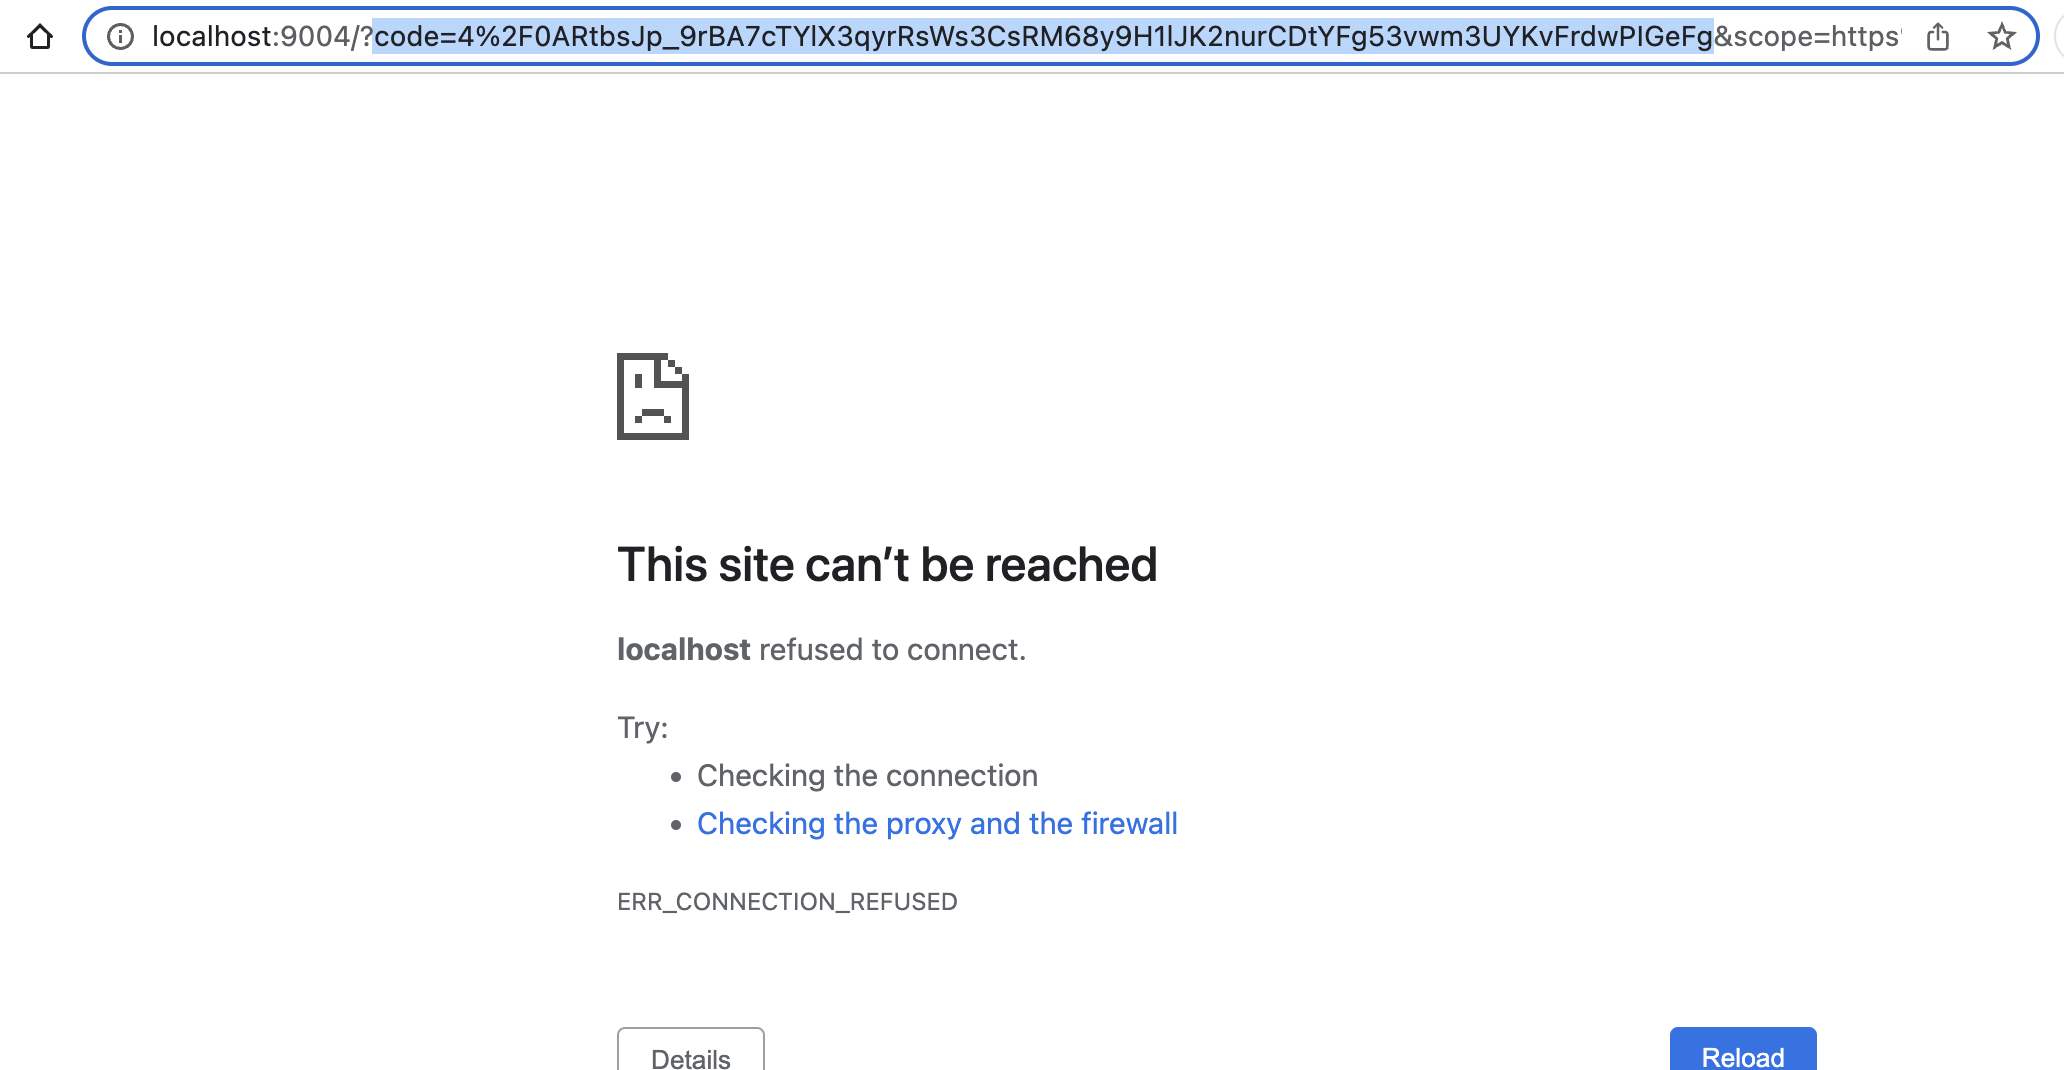 localhost:9004/?code=4%2F0ARtbsJp_9rBA7cTYlX3qyrRsWs3CsRM68y9H1lJK2nurCDtYFg53vwm3UYKvFrdwPIGeFg&scope=https
This site can't be reached
localhost refused to connect.
Try:
• Checking the connection
• Checking the proxy and the firewall
ERR_CONNECTION_REFUSED
Details
Reload